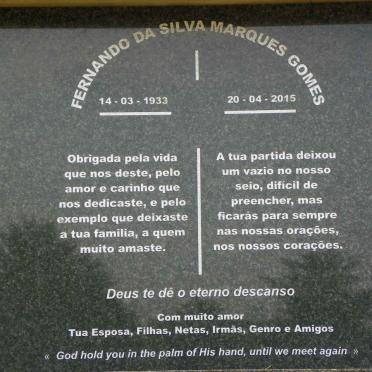 FERNANDO DA SILVA MARQUES GOMES
14 - 03 - 1933
20 - 04 - 2015
Obrigada pela vida
que nos deste, pelo
amor e carinho que
nos dedicaste, e pelo
exemplo que deixaste
a tua familia, a quem
muito amaste.
A tua partida deixou
um vazio no nosso
seio, dificil de
preencher, mas
ficarás para sempre
nas nossas orações,
nos nossos corações.
Deus te dê o eterno descanso
Com muito amor
Tua Esposa, Filhas, Netas, Irmãs, Genro e Amigos
« God hold you in the palm of His hand, until we meet again »